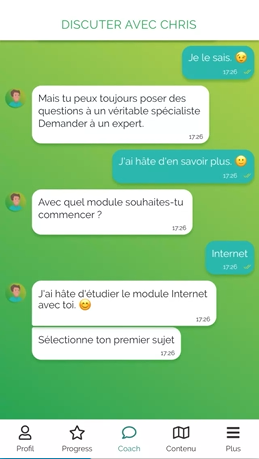 DISCUTER AVEC CHRIS
Je le sais. 😉
17:26
Mais tu peux toujours poser des
questions à un véritable spécialiste
Demander à un expert.
17:26
J'ai hâte d'en savoir plus. 🙂
17:26
Avec quel module souhaites-tu
commencer ?
17:26
Internet
17:26
J'ai hâte d'étudier le module Internet
avec toi. 😊
17:26
Sélectionne ton premier sujet
17:26
Profil Progress Coach Contenu Plus